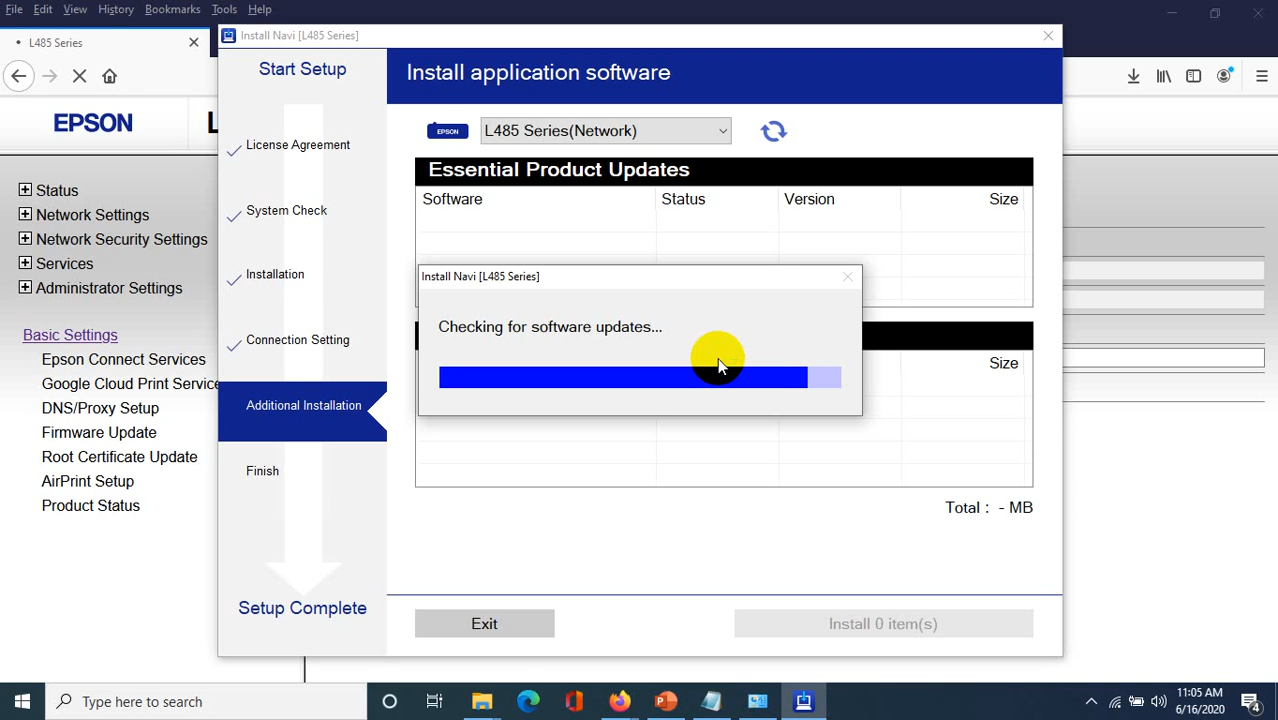 File Edit View History Bookmarks Tools Help
L485 Series
Install Navi [L485 Series]
EPSON
L
Status
Network Settings
Network Security Settings
Services
Administrator Settings
Basic Settings
Epson Connect Services
Google Cloud Print Service
DNS/Proxy Setup
Firmware Update
Root Certificate Update
AirPrint Setup
Product Status
Start Setup
License Agreement
System Check
Installation
Connection Setting
Additional Installation
Finish
Setup Complete
Install application software
EPSON
L485 Series(Network)
Essential Product Updates
Software Status Version Size
Install Navi [L485 Series]
Checking for software updates...
Size
Total : - MB
Exit
Install 0 item(s)
Type here to search
11:05 AM
6/16/2020
4